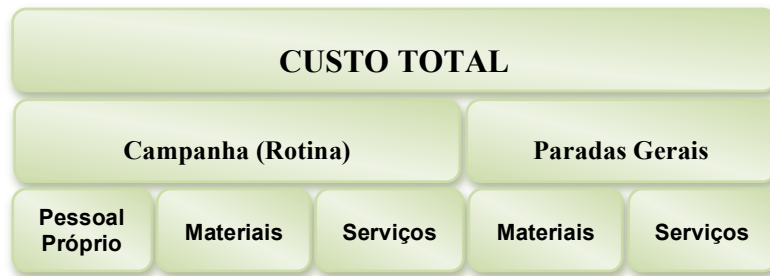 CUSTO TOTAL
Campanha (Rotina)
Paradas Gerais
Pessoal
Próprio
Materiais
Serviços
Materiais
Serviços